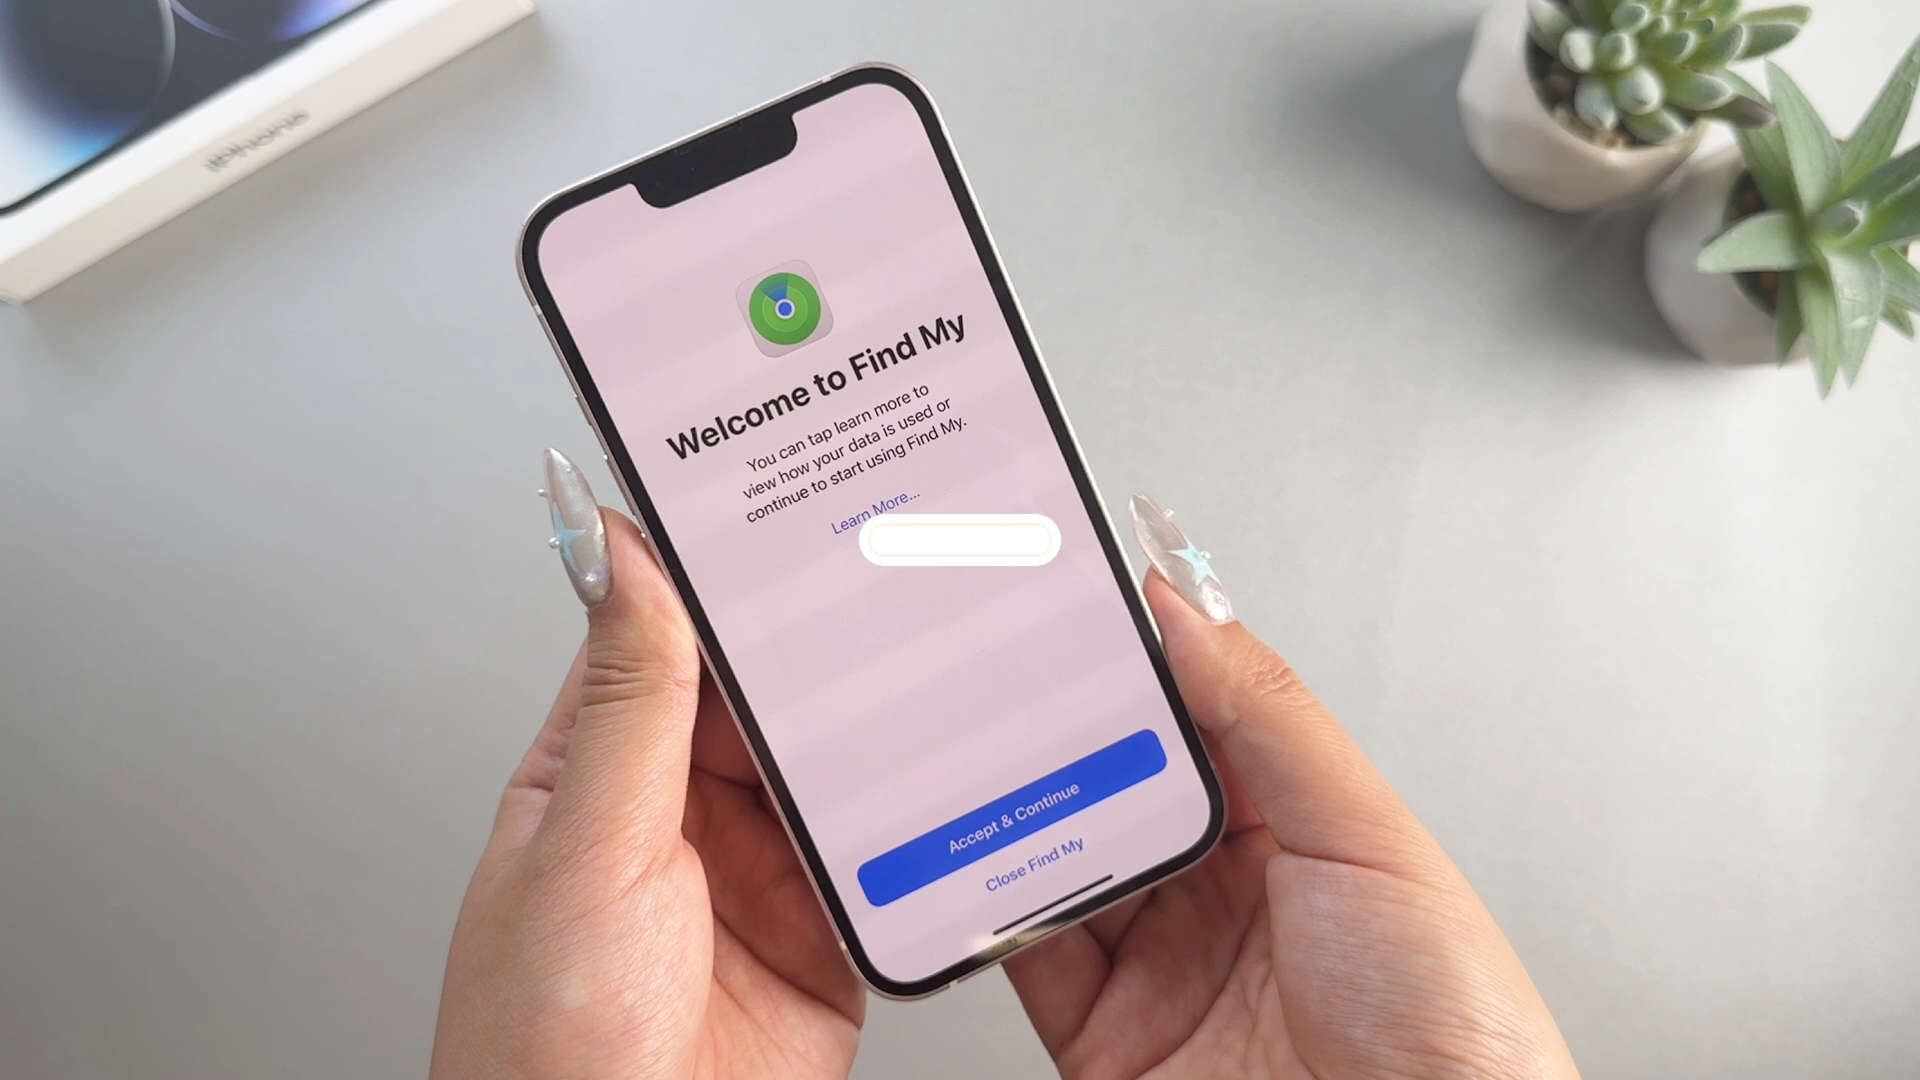 iPhone
Welcome to Find My
You can tap learn more to
view how your data is used or
continue to start using Find My.
Learn More...
Accept & Continue
Close Find My